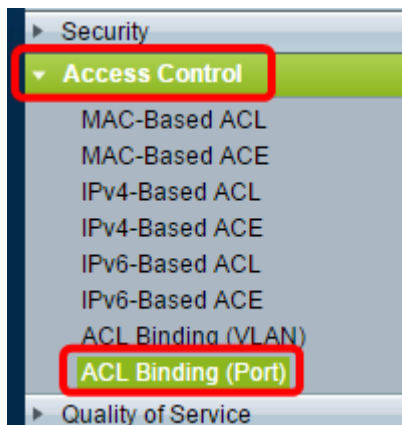 Security
Access Control
MAC-Based ACL
MAC-Based ACE
IPv4-Based ACL
IPv4-Based ACE
IPv6-Based ACL
IPv6-Based ACE
ACL Binding (VLAN)
ACL Binding (Port)
Quality of Service